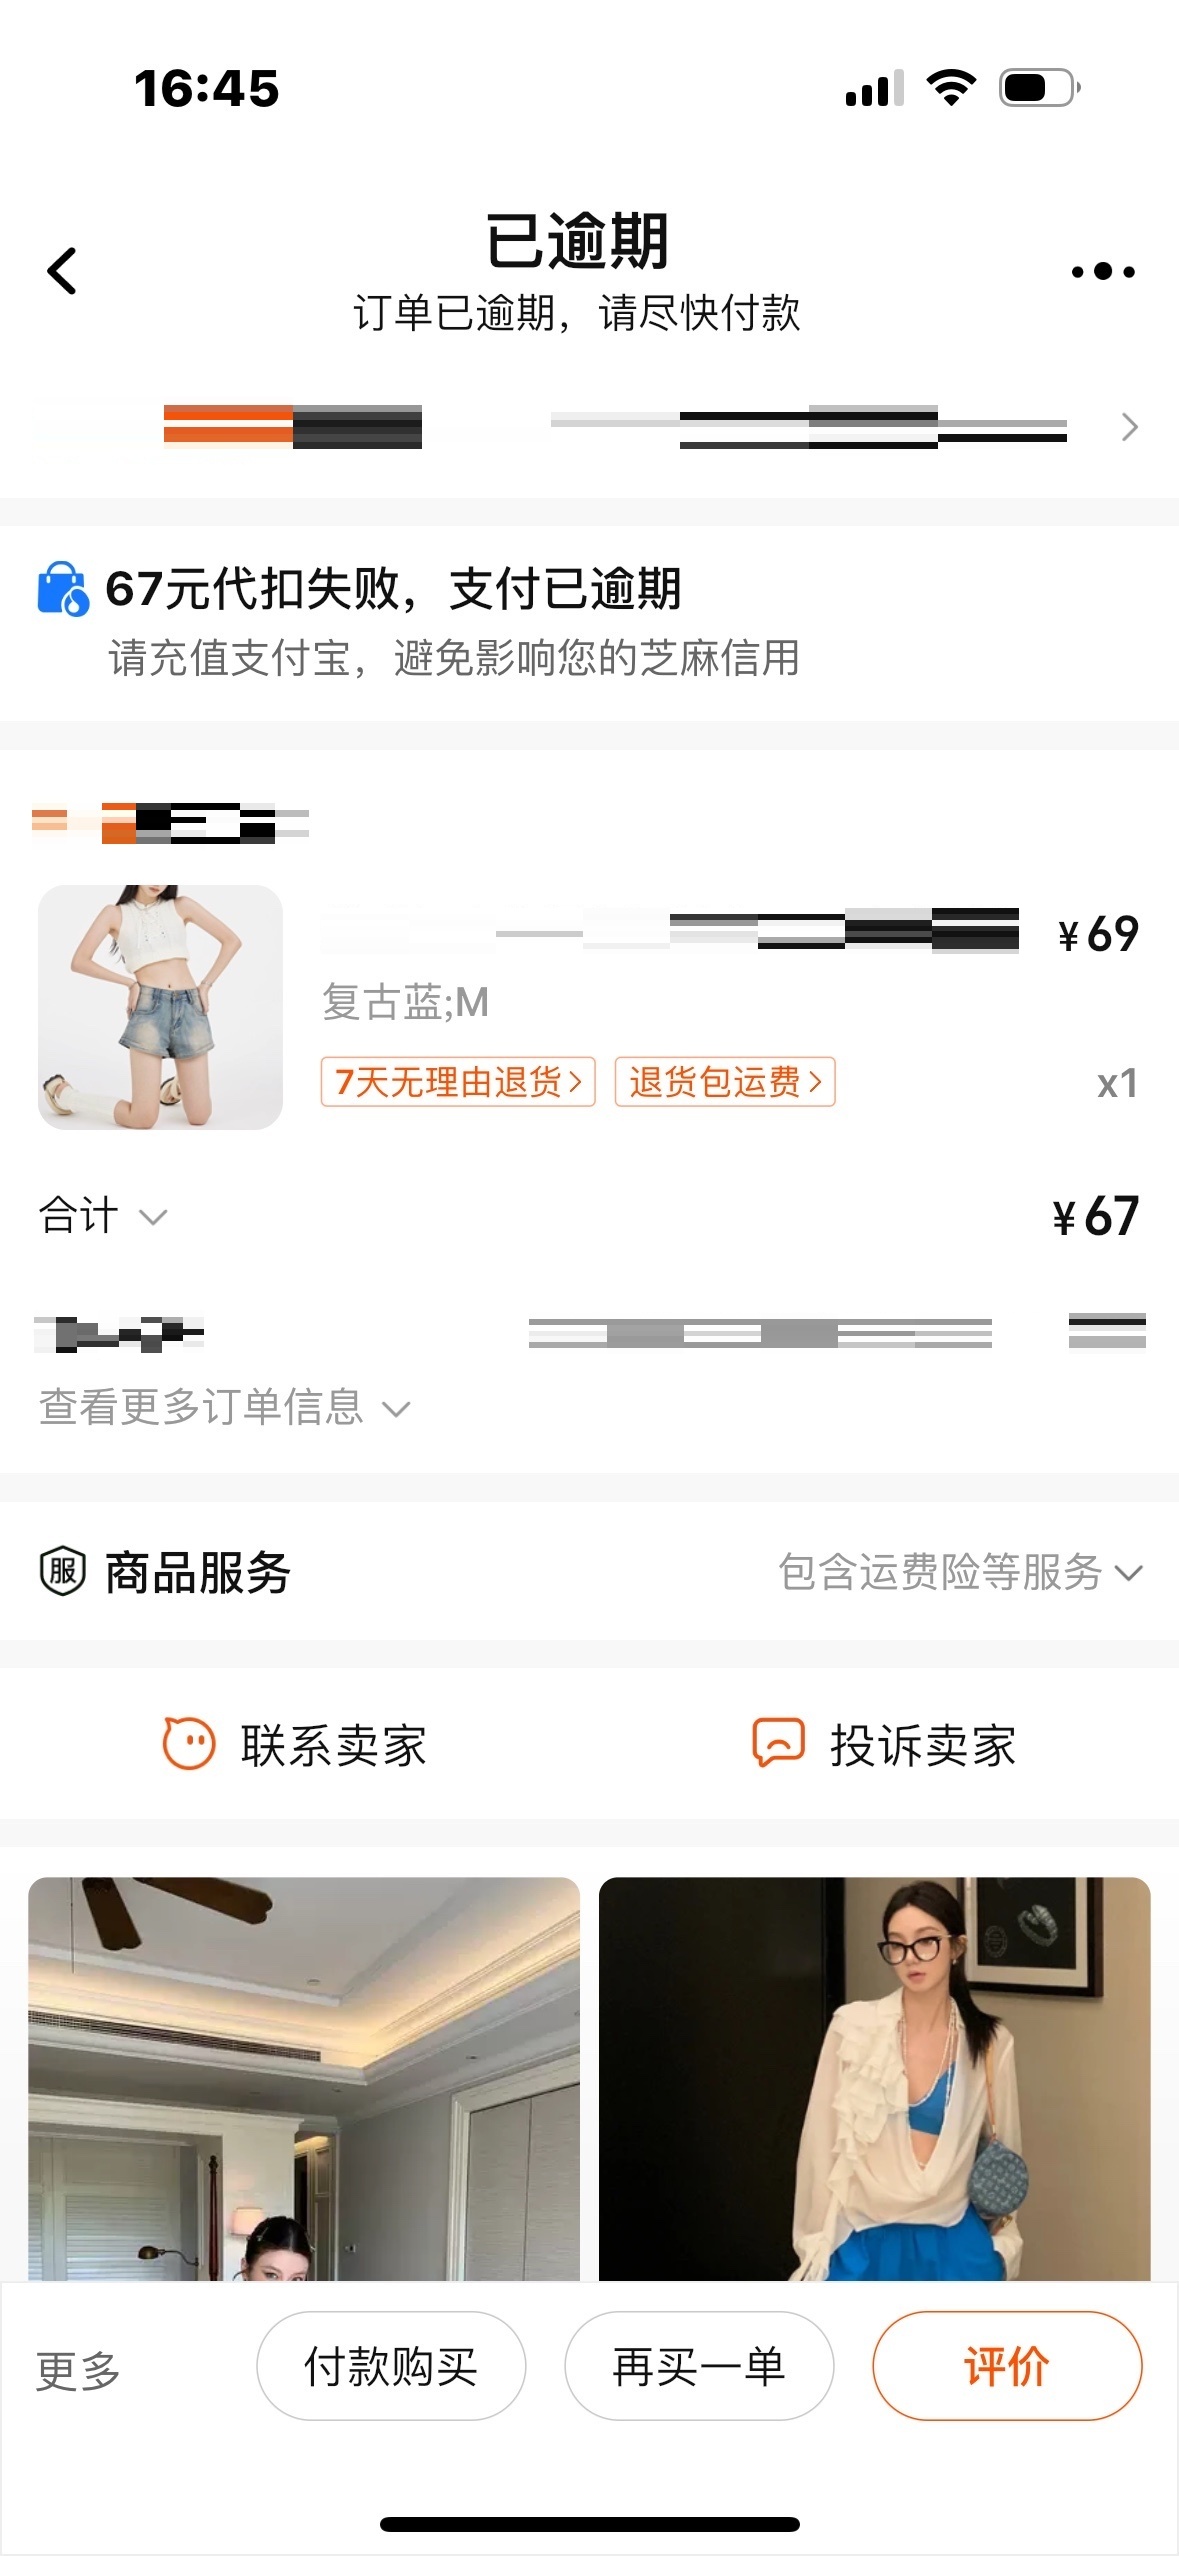 16:45
已逾期
订单已逾期，请尽快付款
67元代扣失败，支付已逾期
请充值支付宝，避免影响您的芝麻信用
¥69
复古蓝;M
7天无理由退货 退货包运费
x1
合计 ¥67
查看更多订单信息
服 商品服务 包含运费险等服务
联系卖家 投诉卖家
更多 付款购买 再买一单 评价